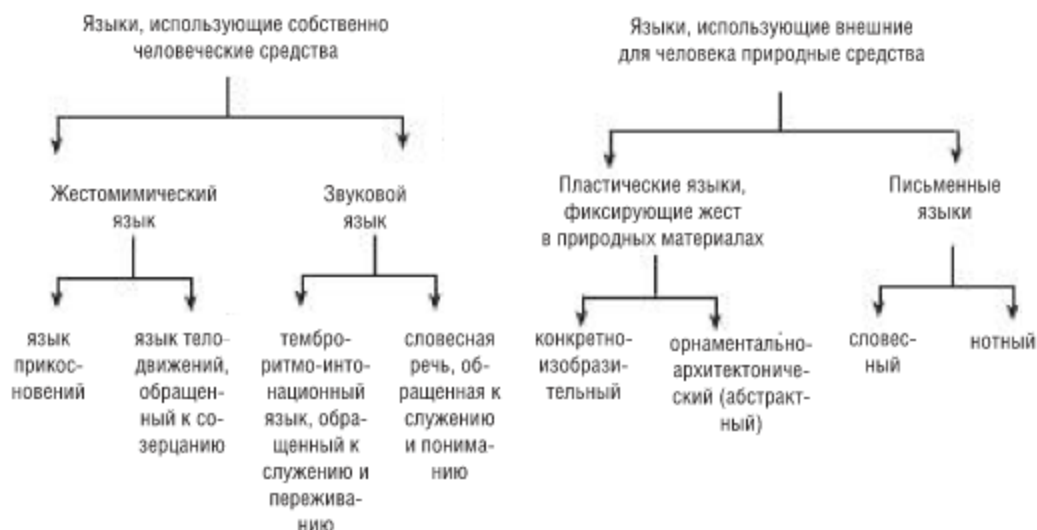 Языки, использующие собственно
человеческие средства
Языки, использующие внешние
для человека природные средства
Жестомимический
язык
Звуковой
язык
Пластические языки,
фиксирующие жест
в природных материалах
Письменные
языки
язык
прикос-
новений
язык тело-
движений,
обращен-
ный к со-
зерцанию
тембро-
ритмо-инто-
национный
язык, обра-
щенный к
служению и
пережива-
нию
словесная
речь, об-
ращенная к
служению
и понима-
нию
конкретно-
изобрази-
тельный
орнаментально-
архитектониче-
ский (абстракт-
ный)
словес-
ный
нотный